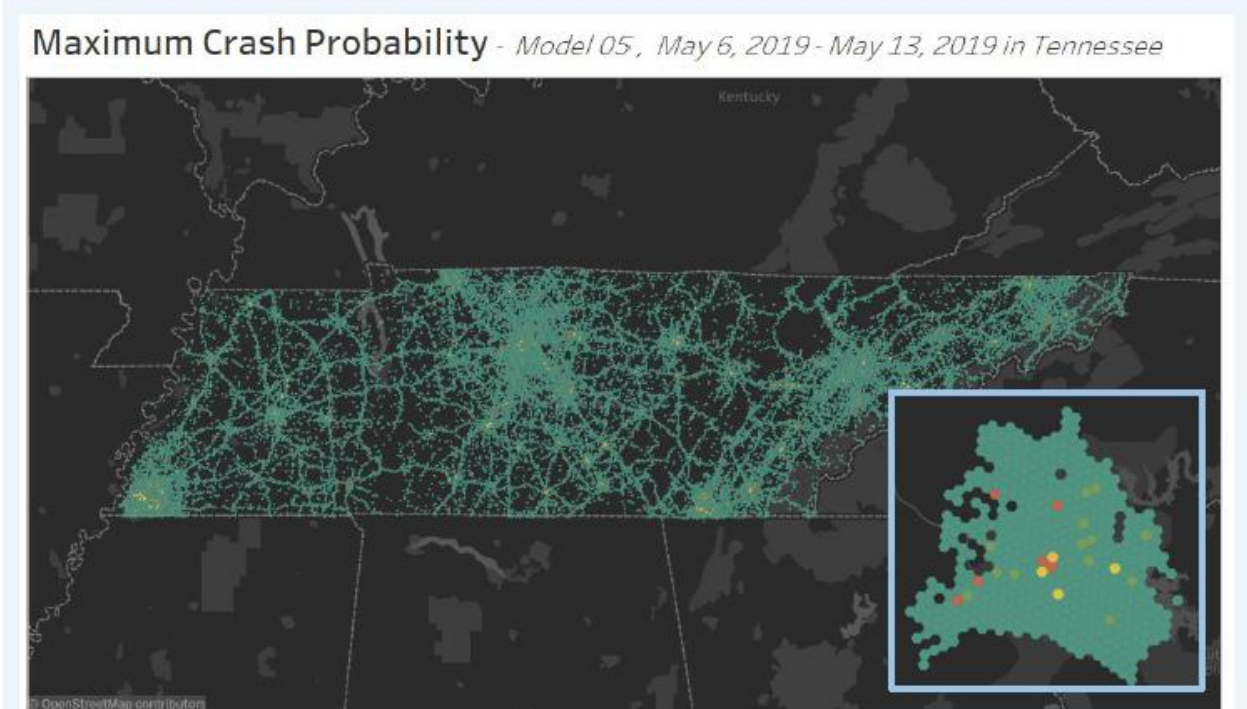 Maximum Crash Probability - Model 05, May 6, 2019 - May 13, 2019 in Tennessee
Kentucky
© OpenStreetMap contributors